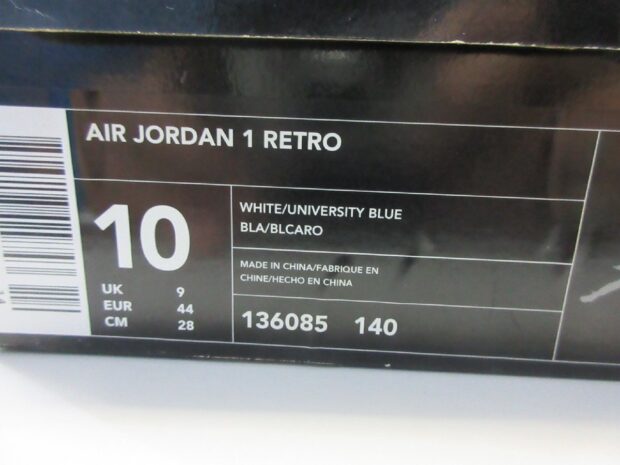 AIR JORDAN 1 RETRO
10
UK 9
EUR 44
CM 28
WHITE/UNIVERSITY BLUE
BLA/BLCARO
MADE IN CHINA/FABRIQUE EN
CHINE/HECHO EN CHINA
136085 140